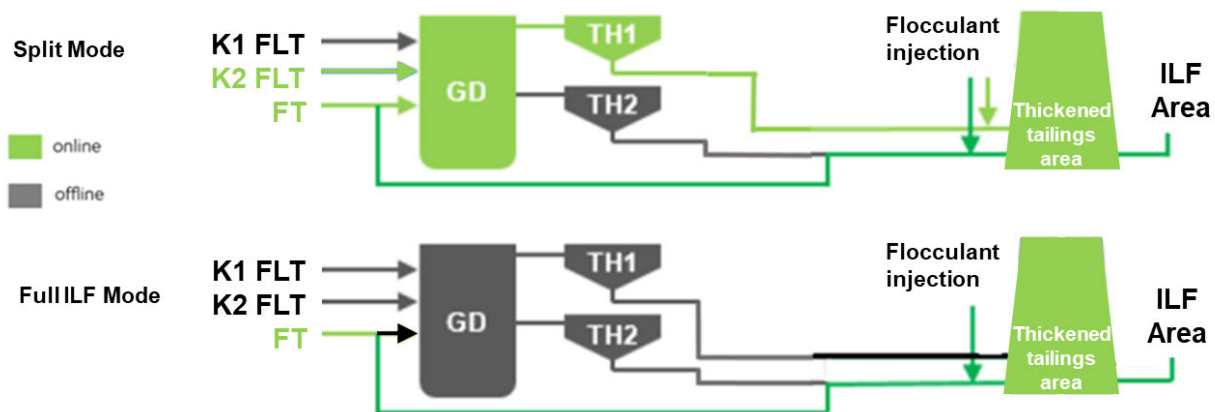 Split Mode
K1 FLT
K2 FLT
FT
GD
TH1
TH2
Flocculant
injection
Thickened
tailings
area
ILF
Area
online
offline
Full ILF Mode
K1 FLT
K2 FLT
FT
GD
TH1
TH2
Flocculant
injection
Thickened
tailings
area
ILF
Area